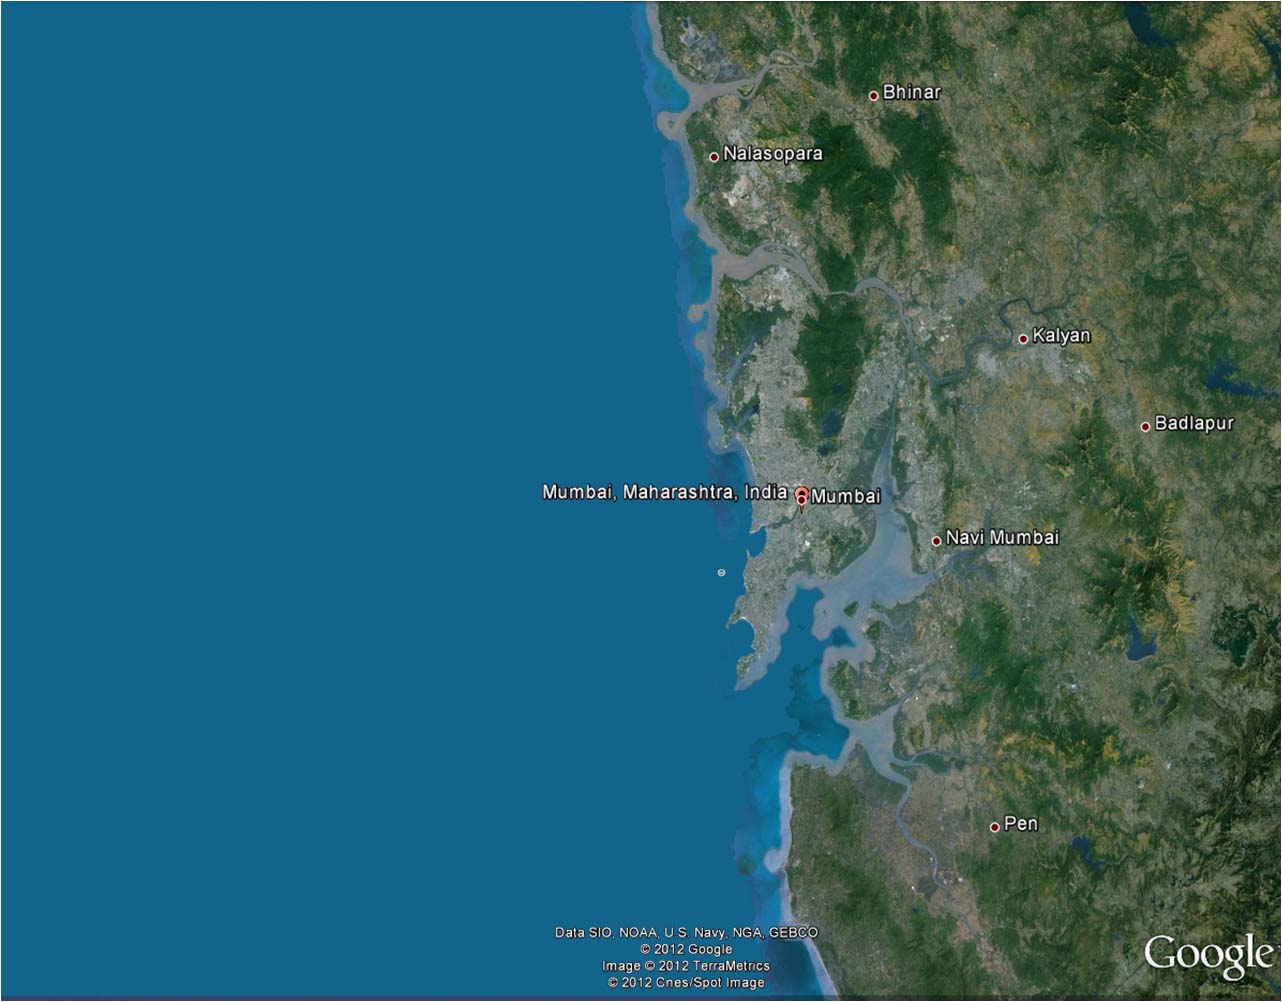 Bhinar
Nalasopara
Kalyan
Badlapur
Mumbai, Maharashtra, India
Mumbai
Navi Mumbai
Pen
Data SIO, NOAA, U.S. Navy, NGA, GEBCO
© 2012 Google
Image © 2012 TerraMetrics
© 2012 Cnes/Spot Image
Google